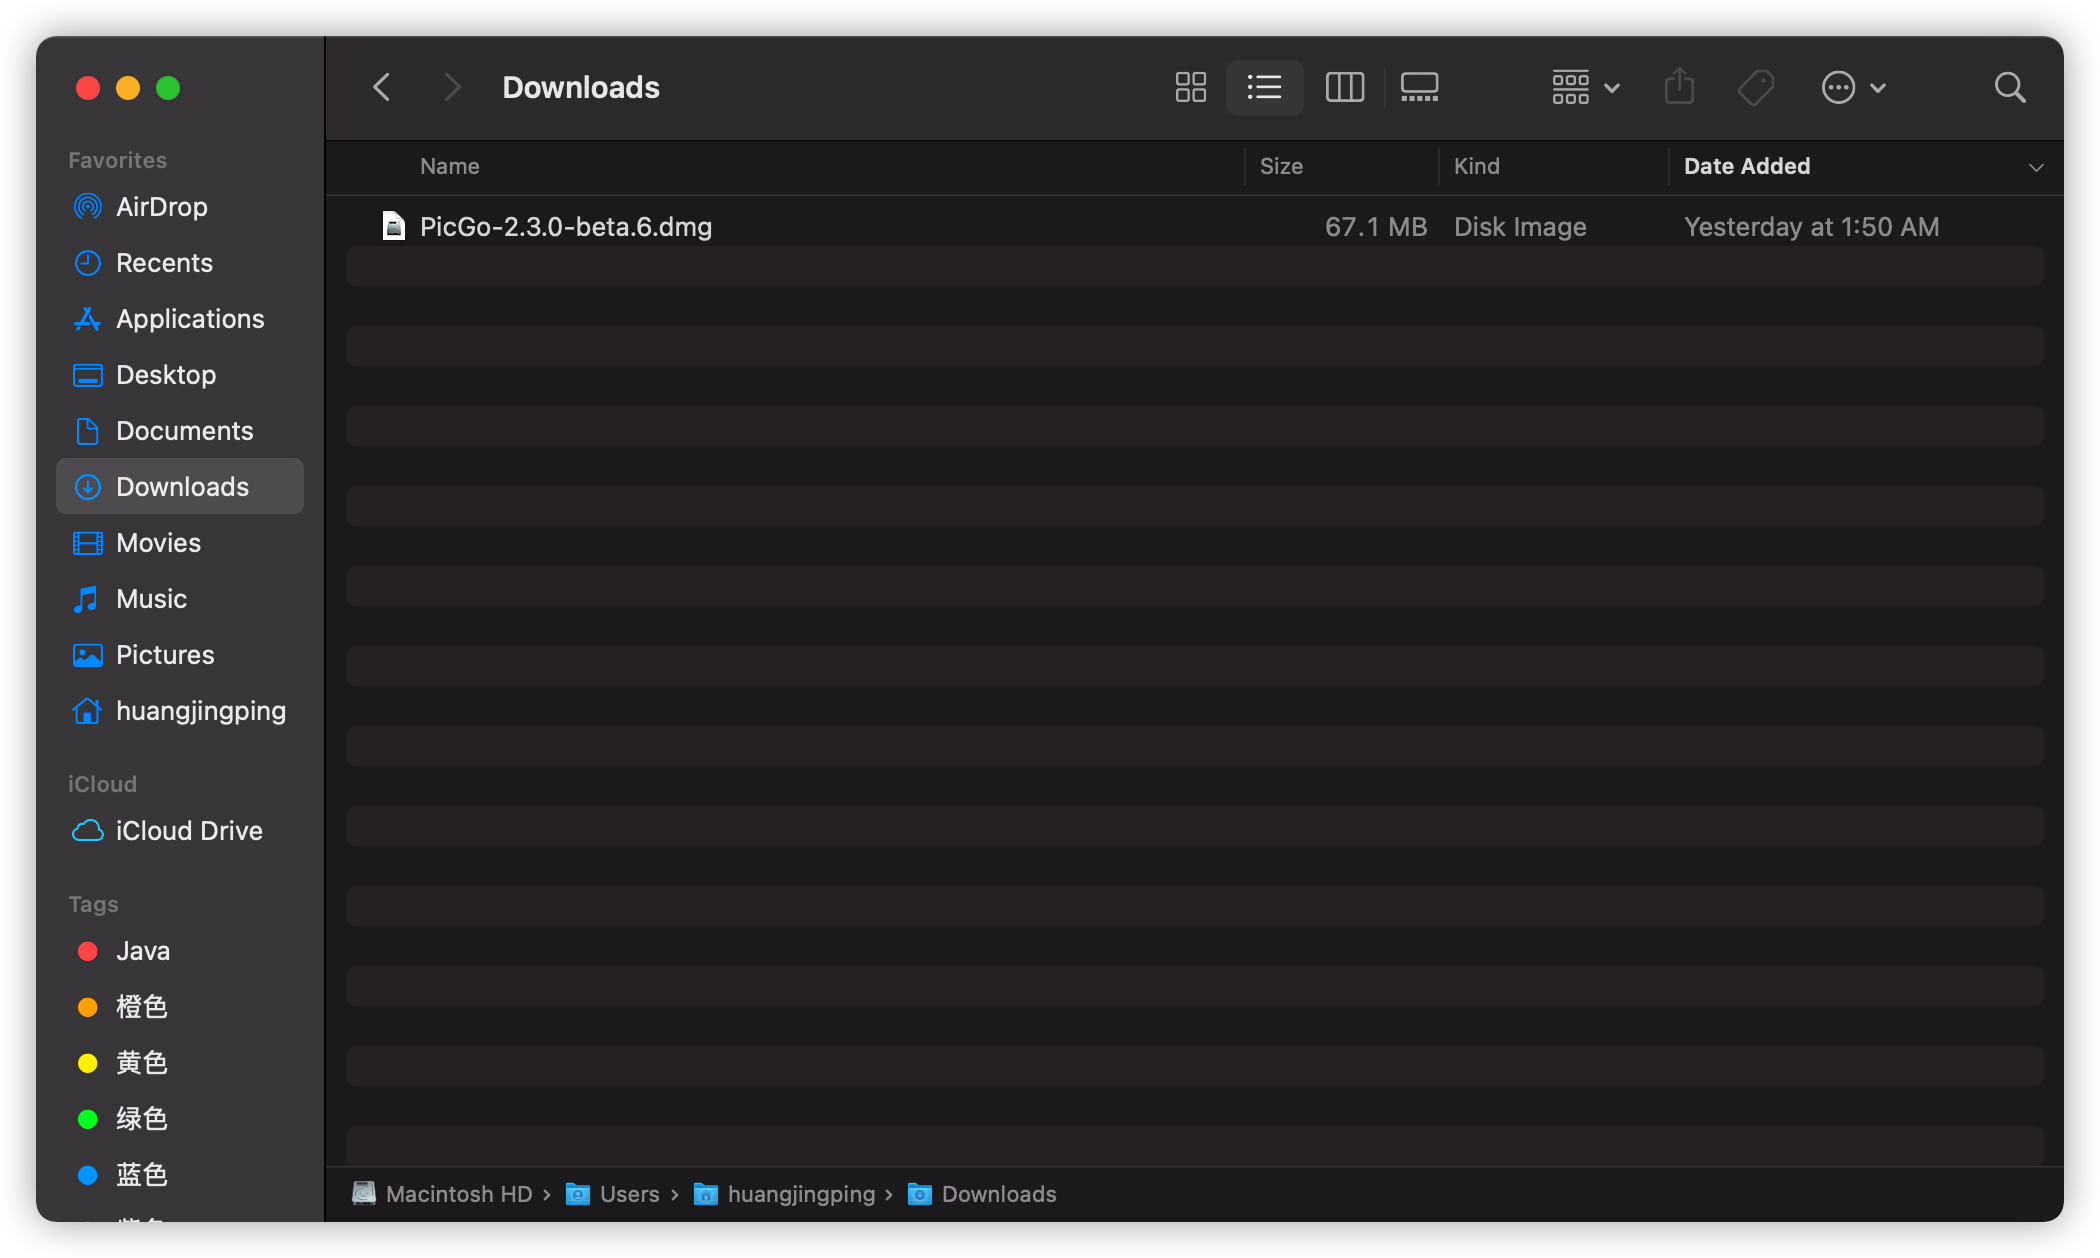 Downloads
Favorites
AirDrop
Recents
Applications
Desktop
Documents
Downloads
Movies
Music
Pictures
huangjingping
iCloud
iCloud Drive
Tags
Java
橙色
黄色
绿色
蓝色
Name Size Kind Date Added
PicGo-2.3.0-beta.6.dmg 67.1 MB Disk Image Yesterday at 1:50 AM
Macintosh HD › Users › huangjingping › Downloads